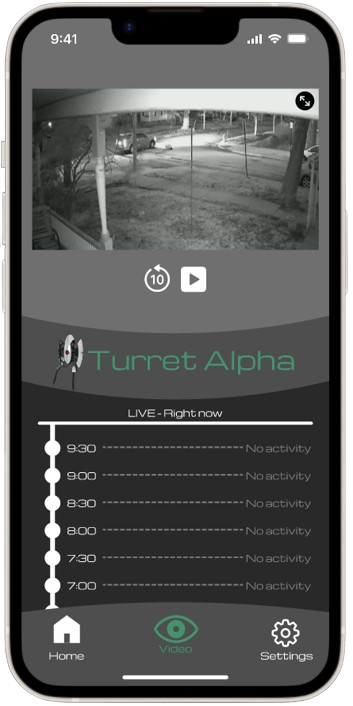 9:41
10
Turret Alpha
LIVE - Right now
9:30 No activity
9:00 No activity
8:30 No activity
8:00 No activity
7:30 No activity
7:00 No activity
Home Video Settings